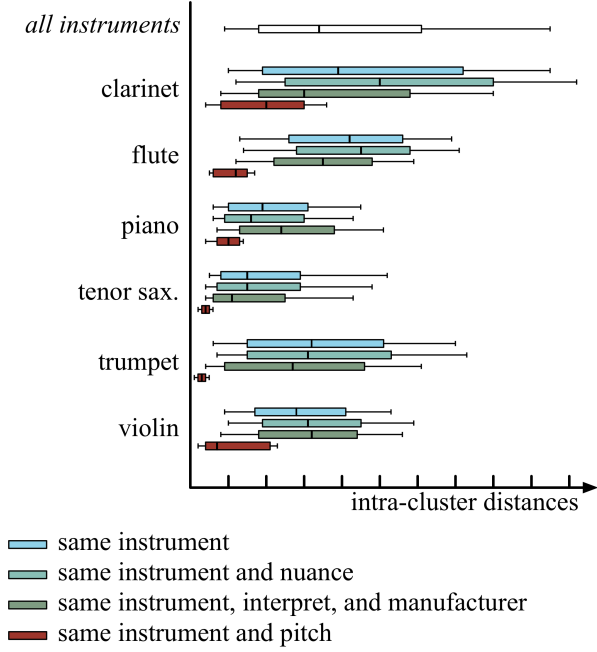 all instruments
clarinet
flute
piano
tenor sax.
trumpet
violin
intra-cluster distances
same instrument
same instrument and nuance
same instrument, interpret, and manufacturer
same instrument and pitch